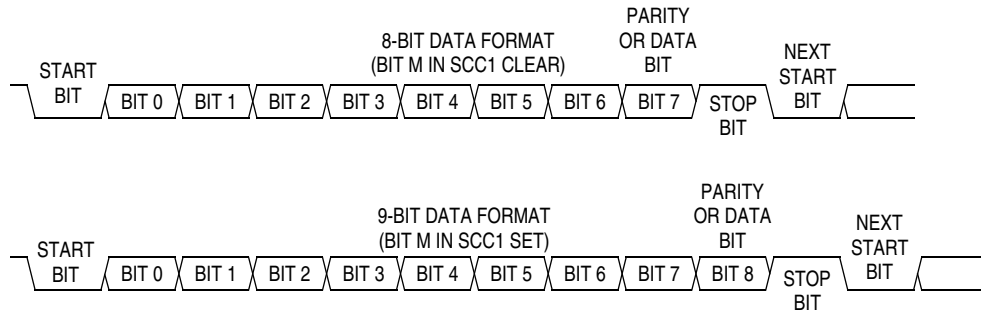 8-BIT DATA FORMAT
(BIT M IN SCC1 CLEAR)
PARITY
OR DATA
BIT
START
BIT
BIT 0 BIT 1 BIT 2 BIT 3 BIT 4 BIT 5 BIT 6 BIT 7
STOP
BIT
NEXT
START
BIT
9-BIT DATA FORMAT
(BIT M IN SCC1 SET)
PARITY
OR DATA
BIT
START
BIT
BIT 0 BIT 1 BIT 2 BIT 3 BIT 4 BIT 5 BIT 6 BIT 7 BIT 8
STOP
BIT
NEXT
START
BIT